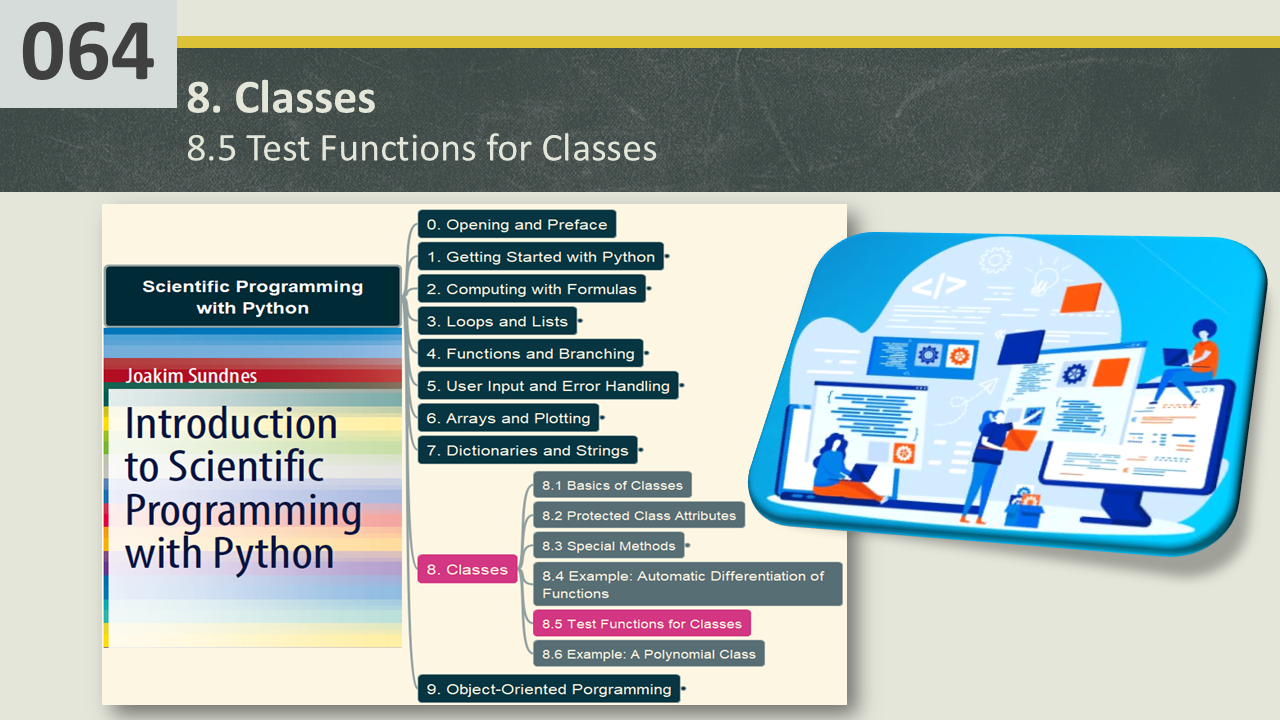 064
8. Classes
8.5 Test Functions for Classes
Scientific Programming
with Python
Joakim Sundnes
Introduction
to Scientific
Programming
with Python
0. Opening and Preface
1. Getting Started with Python
2. Computing with Formulas
3. Loops and Lists
4. Functions and Branching
5. User Input and Error Handling
6. Arrays and Plotting
7. Dictionaries and Strings
8. Classes
8.1 Basics of Classes
8.2 Protected Class Attributes
8.3 Special Methods
8.4 Example: Automatic Differentiation of
Functions
8.5 Test Functions for Classes
8.6 Example: A Polynomial Class
9. Object-Oriented Porgramming
</>